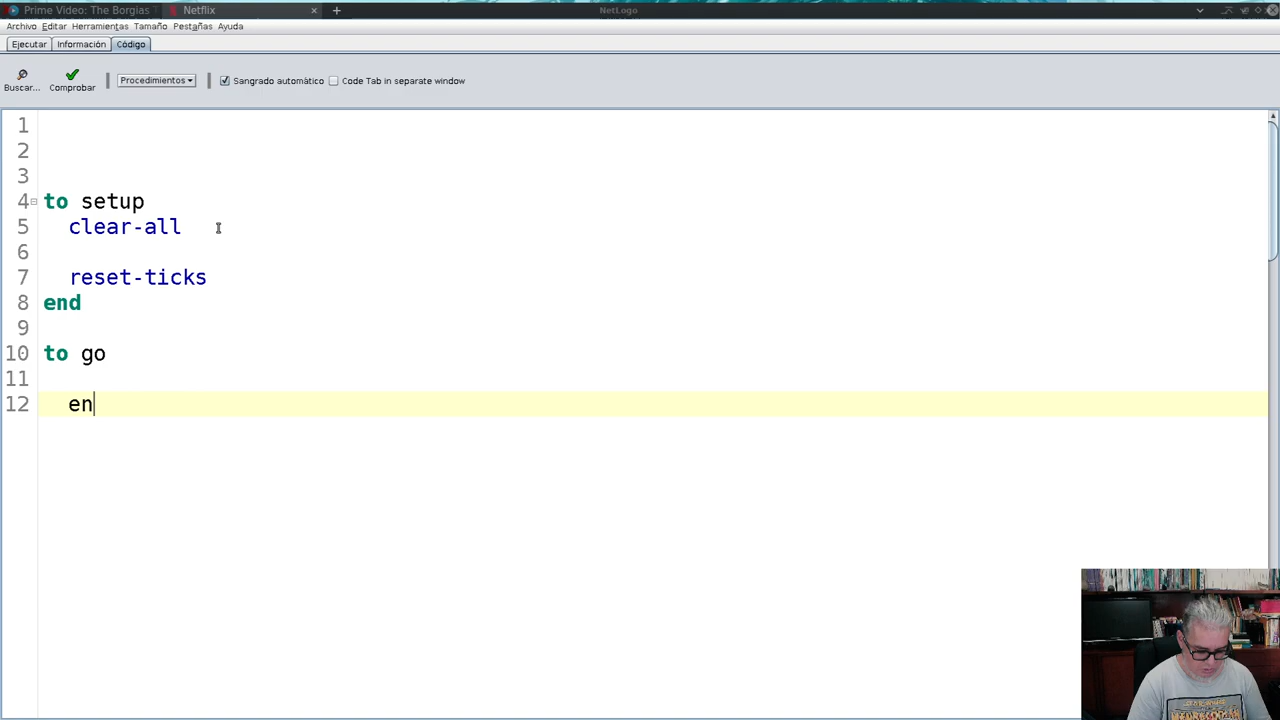 Prime Video: The Borgias
Netflix
NetLogo
Archivo Editar Herramientas Tamaño Pestañas Ayuda
Ejecutar Información Código
Buscar... Comprobar Procedimientos Sangrado automático Code Tab in separate window
1
2
3
4 to setup
5 clear-all
6
7 reset-ticks
8 end
9
10 to go
11
12 en